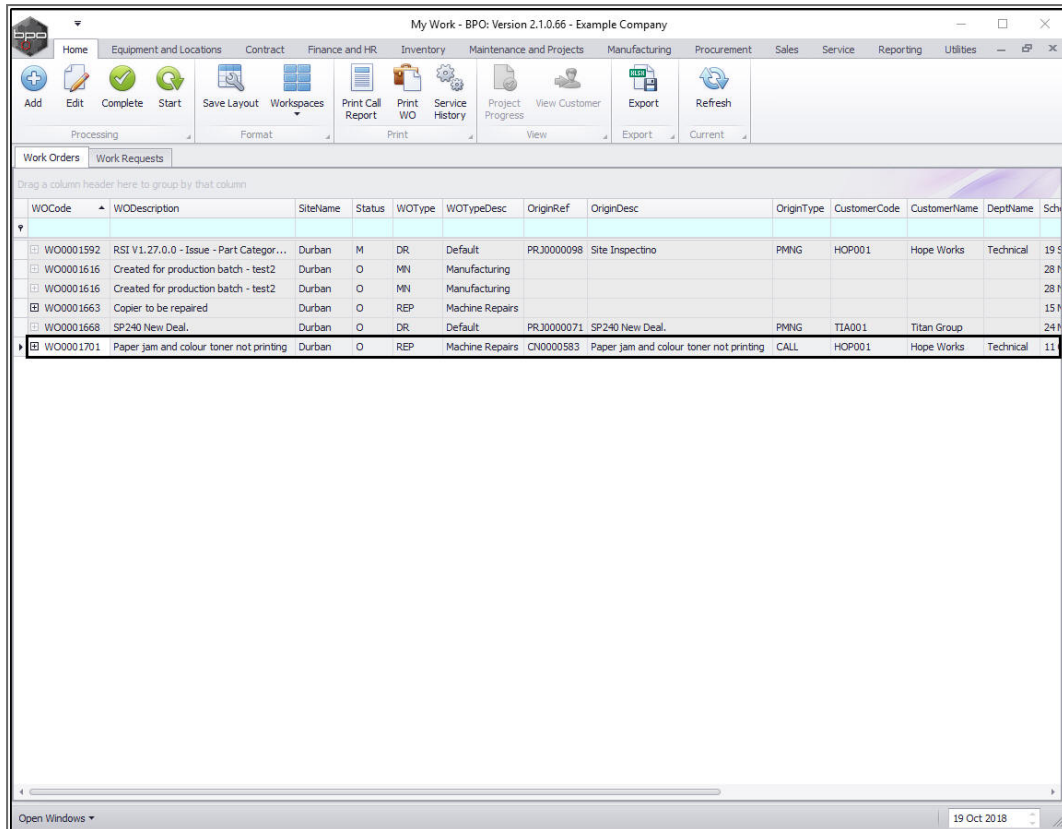 bpo
My Work - BPO: Version 2.1.0.66 - Example Company
Home Equipment and Locations Contract Finance and HR Inventory Maintenance and Projects Manufacturing Procurement Sales Service Reporting Utilities
Add Edit Complete Start Save Layout Workspaces Print Call Report Print WO Service History Project Progress View Customer Export Refresh
Processing Format Print View Export Current
Work Orders Work Requests
Drag a column header here to group by that column
WOCode WODescription SiteName Status WOType WOTypeDesc OriginRef OriginDesc OriginType CustomerCode CustomerName DeptName Sch
WO0001592 RSI V1.27.0.0 - Issue - Part Categor... Durban M DR Default PRJ0000098 Site Inspectino PMNG HOP001 Hope Works Technical 19 S
WO0001616 Created for production batch - test2 Durban O MN Manufacturing 28 N
WO0001616 Created for production batch - test2 Durban O MN Manufacturing 28 N
WO0001663 Copier to be repaired Durban O REP Machine Repairs 15 N
WO0001668 SP240 New Deal. Durban O DR Default PRJ0000071 SP240 New Deal. PMNG TIA001 Titan Group 24 N
WO0001701 Paper jam and colour toner not printing Durban O REP Machine Repairs CN0000583 Paper jam and colour toner not printing CALL HOP001 Hope Works Technical 11
Open Windows 19 Oct 2018